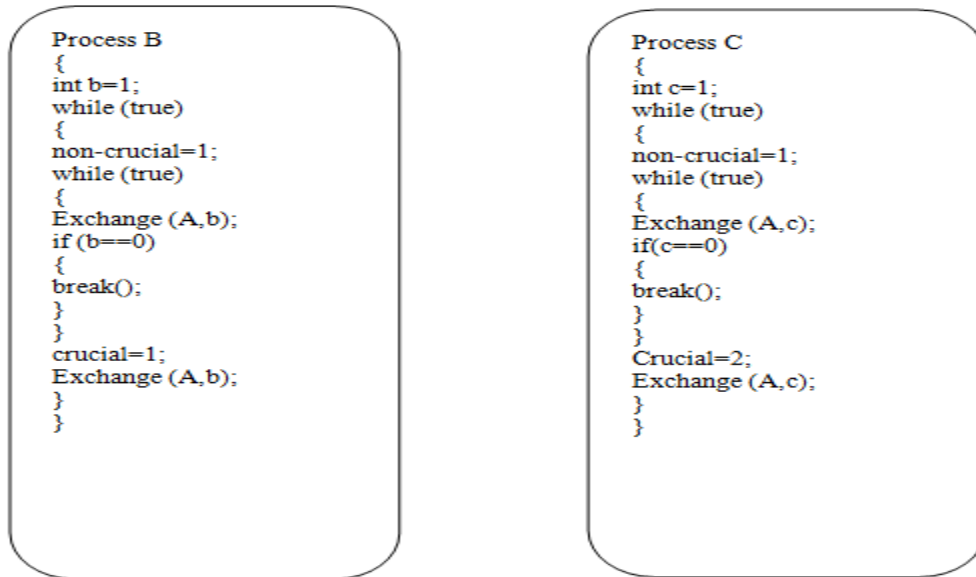 Process B
{
int b=1;
while (true)
{
non-crucial=1;
while (true)
{
Exchange (A,b);
if (b==0)
{
break();
}
}
crucial=1;
Exchange (A,b);
}
}
Process C
{
int c=1;
while (true)
{
non-crucial=1;
while (true)
{
Exchange (A,c);
if(c==0)
{
break();
}
}
Crucial=2;
Exchange (A,c);
}
}